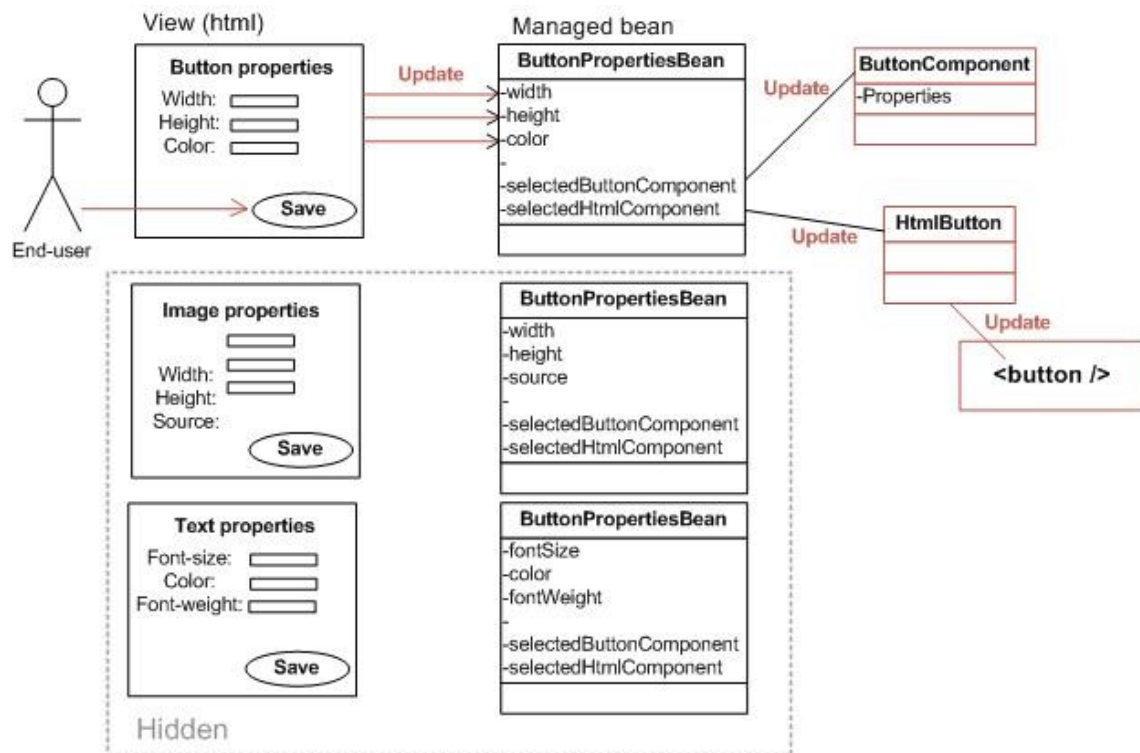 View (html)
Managed bean
Button properties
Width:
Height:
Color:
Save
End-user
Update
ButtonPropertiesBean
-width
-height
-color
-
-selectedButtonComponent
-selectedHtmlComponent
Update
ButtonComponent
-Properties
Update
HtmlButton
Update
<button />
Image properties
Width:
Height:
Source:
Save
ButtonPropertiesBean
-width
-height
-source
-
-selectedButtonComponent
-selectedHtmlComponent
Text properties
Font-size:
Color:
Font-weight:
Save
ButtonPropertiesBean
-fontSize
-color
-fontWeight
-
-selectedButtonComponent
-selectedHtmlComponent
Hidden